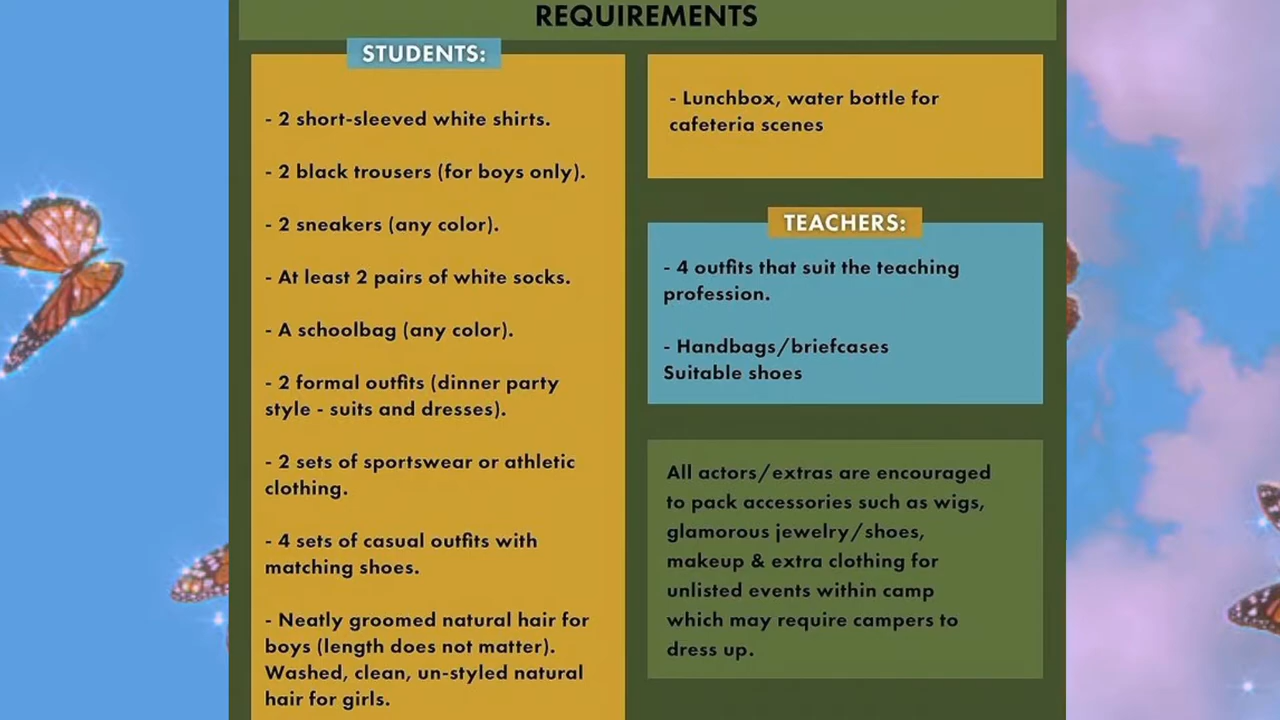 REQUIREMENTS
STUDENTS:
- 2 short-sleeved white shirts.
- 2 black trousers (for boys only).
- 2 sneakers (any color).
- At least 2 pairs of white socks.
- A schoolbag (any color).
- 2 formal outfits (dinner party
style - suits and dresses).
- 2 sets of sportswear or athletic
clothing.
- 4 sets of casual outfits with
matching shoes.
- Neatly groomed natural hair for
boys (length does not matter).
Washed, clean, un-styled natural
hair for girls.
- Lunchbox, water bottle for
cafeteria scenes
TEACHERS:
- 4 outfits that suit the teaching
profession.
- Handbags/briefcases
Suitable shoes
All actors/extras are encouraged
to pack accessories such as wigs,
glamorous jewelry/shoes,
makeup & extra clothing for
unlisted events within camp
which may require campers to
dress up.